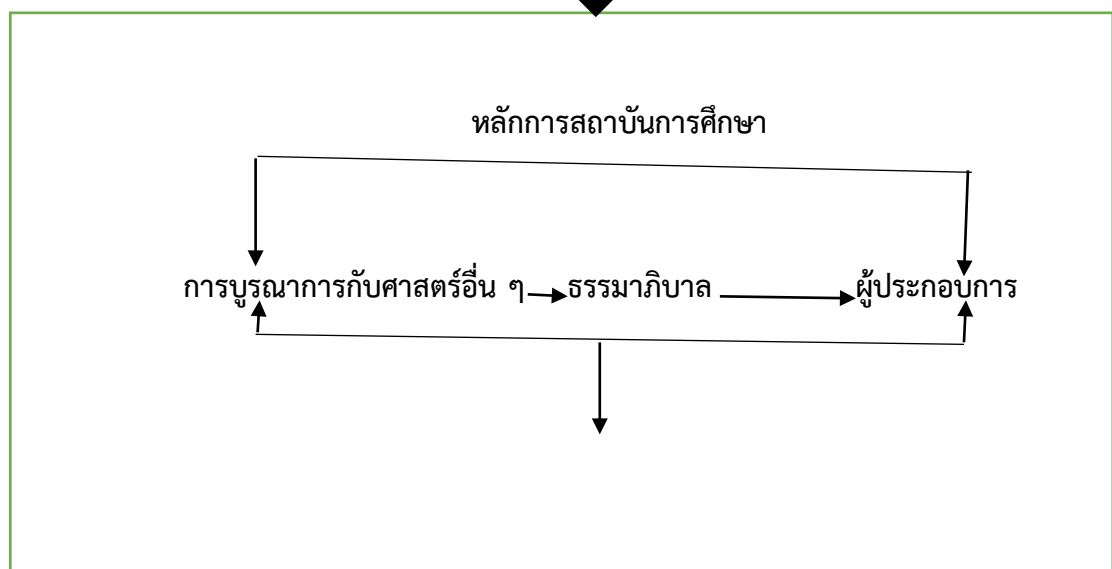 หลักการสถาบันการศึกษา
การบูรณาการกับศาสตร์อื่น ๆ ธรรมาภิบาล ผู้ประกอบการ